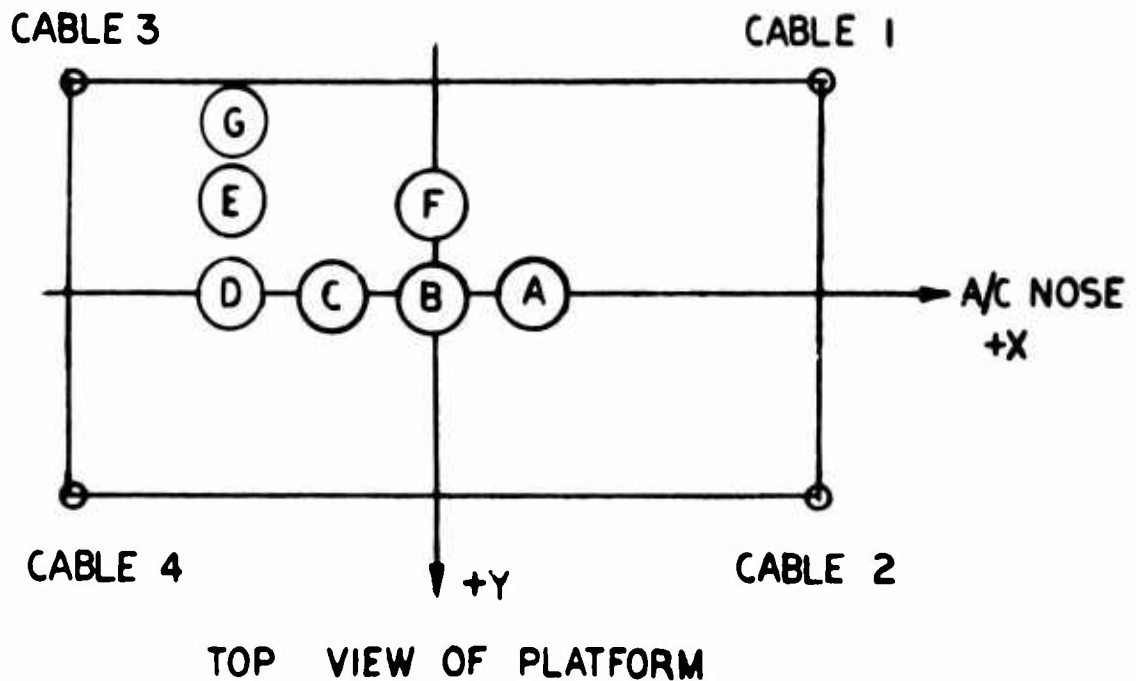 CABLE 3
CABLE 1
G
E
F
D
C
B
A
A/C NOSE
+X
CABLE 4
+Y
CABLE 2
TOP VIEW OF PLATFORM